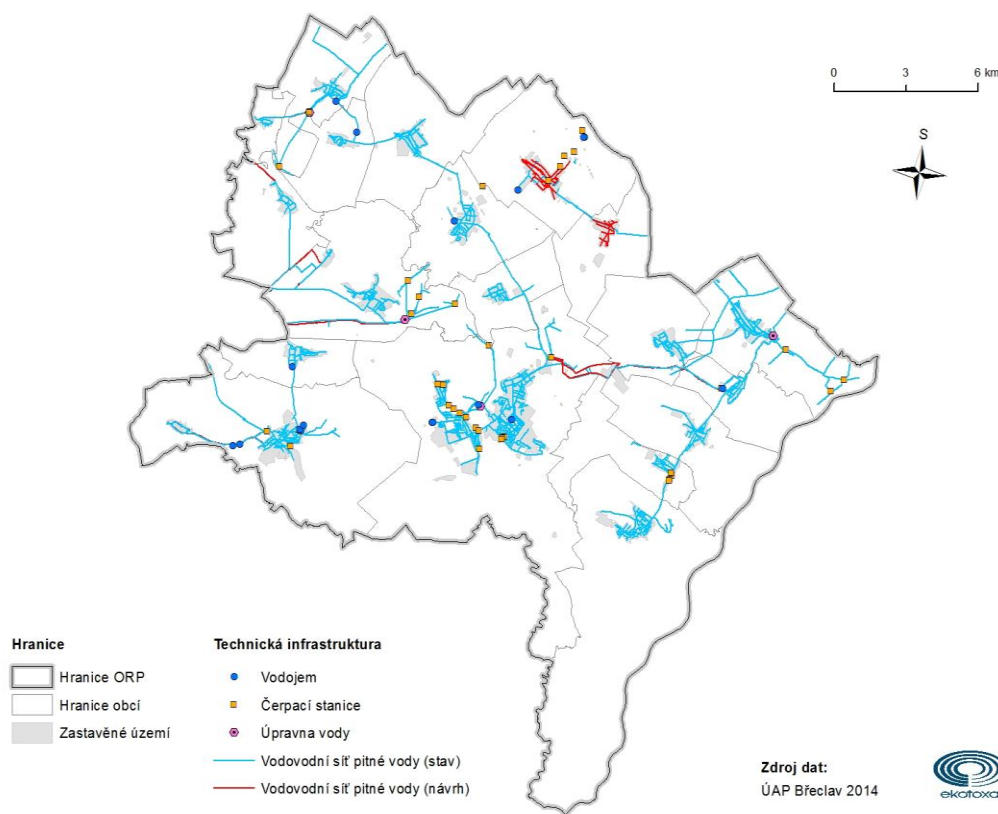 0 3 6 km
S
Hranice
Hranice ORP
Hranice obcí
Zastavěné území
Technická infrastruktura
Vodojem
Čerpací stanice
Úpravna vody
Vodovodní síť pitné vody (stav)
Vodovodní síť pitné vody (návrh)
Zdroj dat:
ÚAP Břeclav 2014
ekotoxa